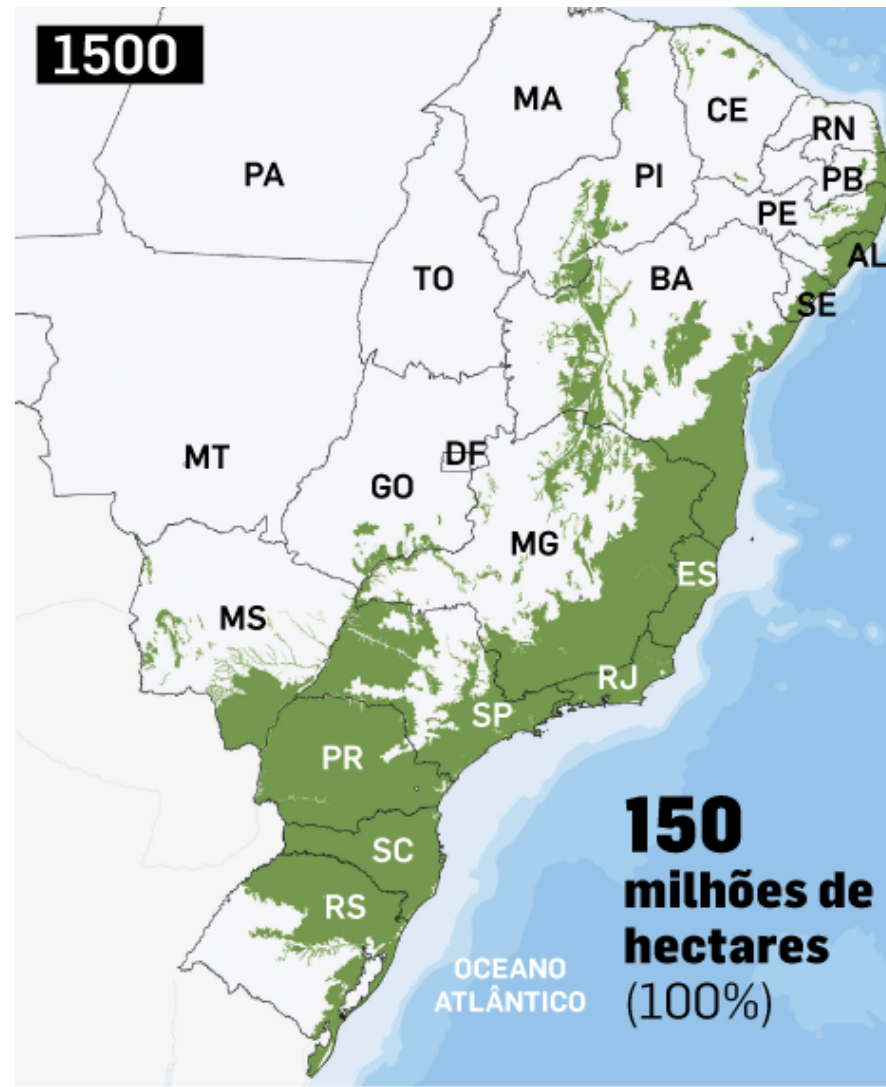 1500
MA
CE
RN
PA
PI
PB
PE
AL
TO
BA
SE
MT
DF
GO
MG
ES
MS
RJ
SP
PR
SC
RS
150
milhões de
hectares
(100%)
OCEANO
ATLÂNTICO